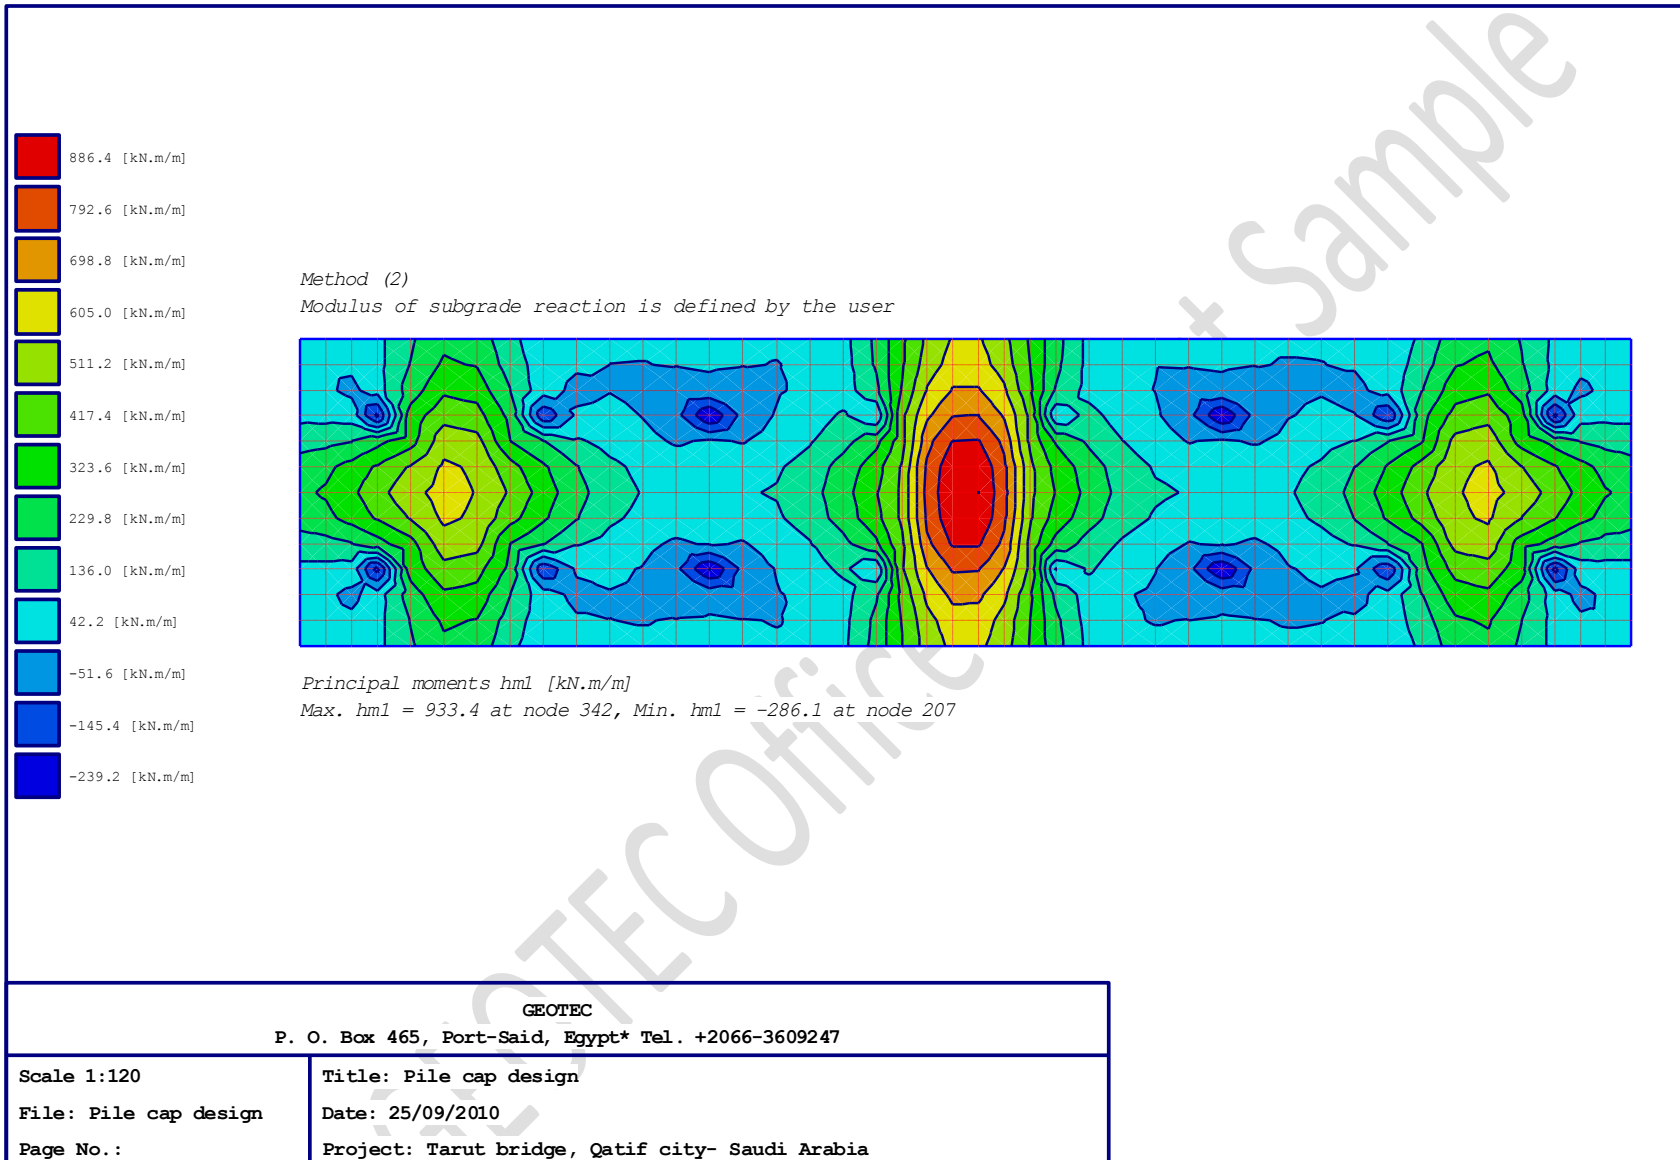 886.4 [kN.m/m]
792.6 [kN.m/m]
698.8 [kN.m/m]
605.0 [kN.m/m]
511.2 [kN.m/m]
417.4 [kN.m/m]
323.6 [kN.m/m]
229.8 [kN.m/m]
136.0 [kN.m/m]
42.2 [kN.m/m]
-51.6 [kN.m/m]
-145.4 [kN.m/m]
-239.2 [kN.m/m]
Method (2)
Modulus of subgrade reaction is defined by the user
Principal moments hm1 [kN.m/m]
Max. hm1 = 933.4 at node 342, Min. hm1 = -286.1 at node 207
GEOTEC
P. O. Box 465, Port-Said, Egypt* Tel. +2066-3609247
Scale 1:120
File: Pile cap design
Page No.:
Title: Pile cap design
Date: 25/09/2010
Project: Tarut bridge, Qatif city- Saudi Arabia
Office
Sample